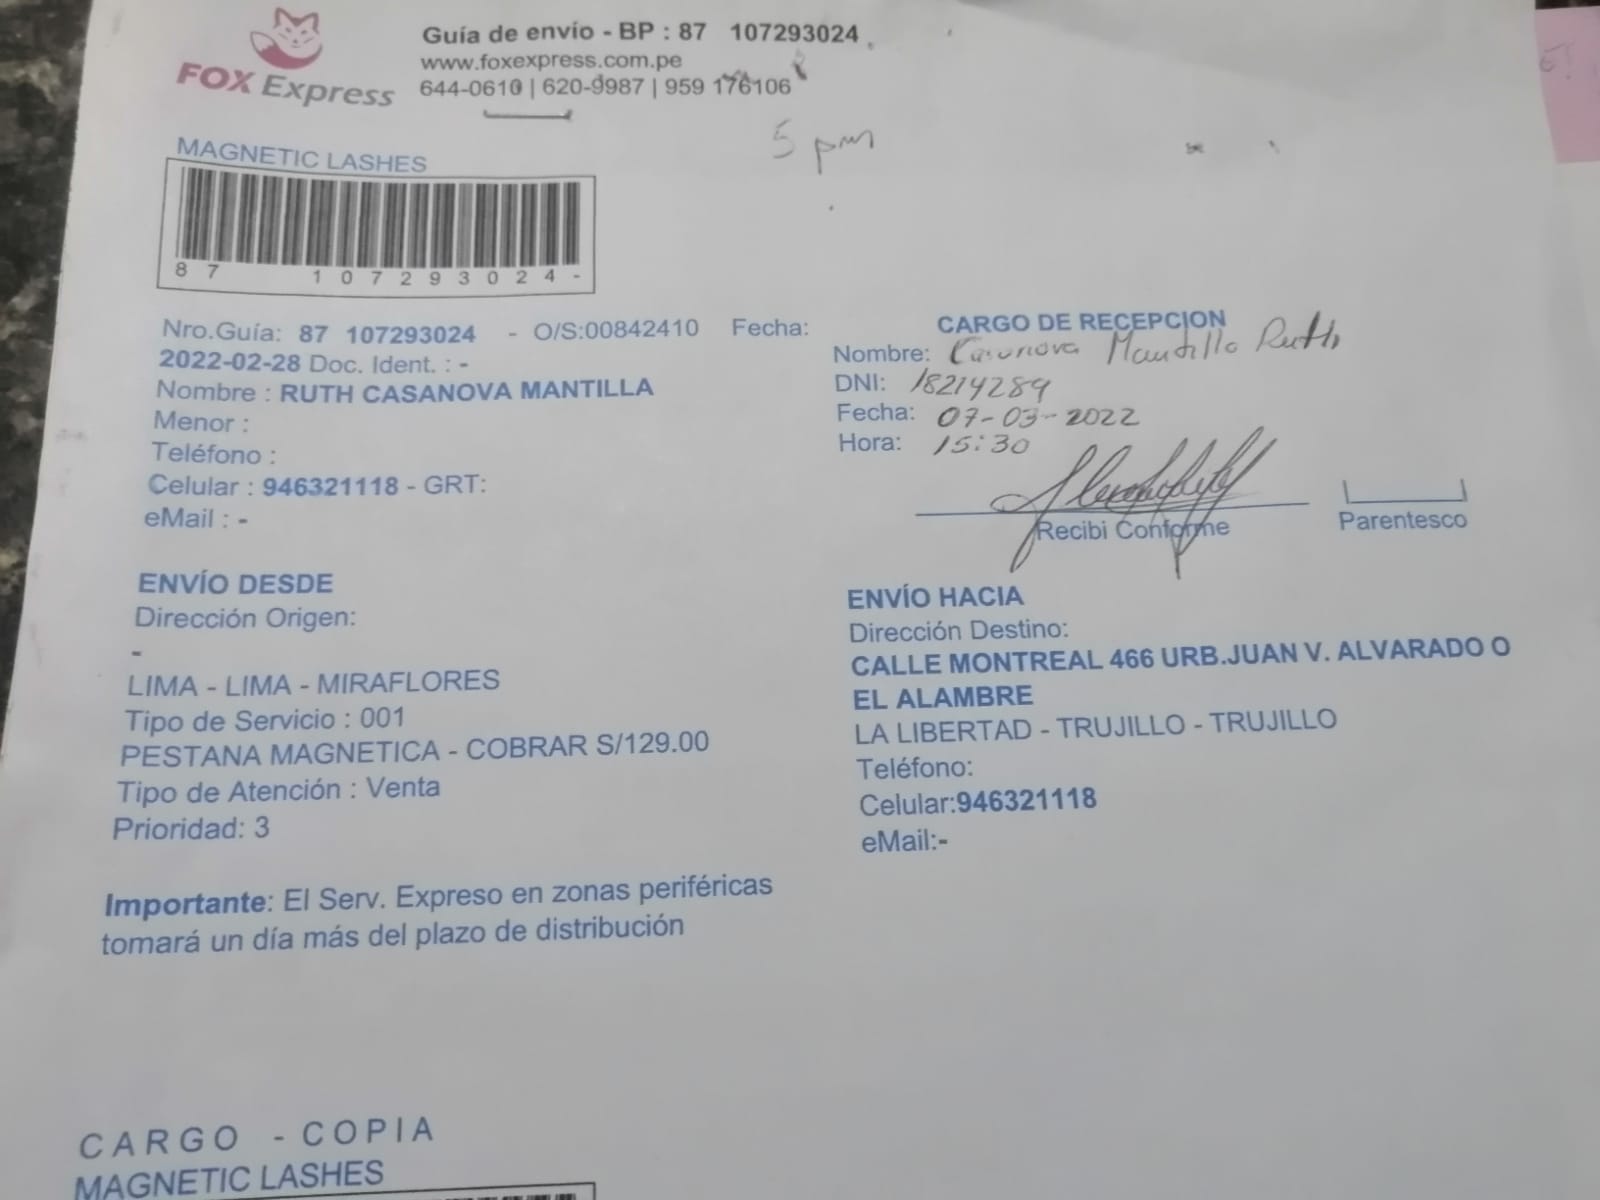 FOX Express
Guía de envío - BP : 87 107293024
www.foxexpress.com.pe
644-0610 | 620-9987 | 959 176106
5 pm
MAGNETIC LASHES
87 107293024-
Nro.Guía: 87 107293024 - O/S:00842410 Fecha:
2022-02-28 Doc. Ident. : -
Nombre : RUTH CASANOVA MANTILLA
Menor :
Teléfono :
Celular : 946321118 - GRT:
eMail : -
CARGO DE RECEPCION
Nombre: Casanova Mantilla Ruth
DNI: 18214289
Fecha: 07-03-2022
Hora: 15:30
Recibi Conforme
Parentesco
ENVÍO DESDE
Dirección Origen:
-
LIMA - LIMA - MIRAFLORES
Tipo de Servicio : 001
PESTANA MAGNETICA - COBRAR S/129.00
Tipo de Atención : Venta
Prioridad: 3
ENVÍO HACIA
Dirección Destino:
CALLE MONTREAL 466 URB.JUAN V. ALVARADO O
EL ALAMBRE
LA LIBERTAD - TRUJILLO - TRUJILLO
Teléfono:
Celular:946321118
eMail:-
Importante: El Serv. Expreso en zonas periféricas
tomará un día más del plazo de distribución
CARGO - COPIA
MAGNETIC LASHES